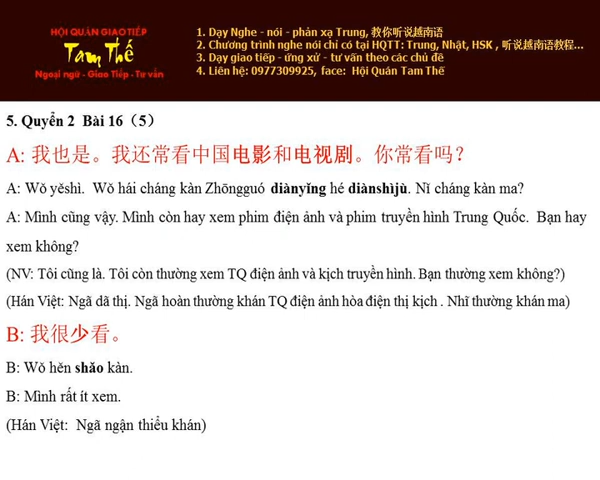 HỘI QUÁN GIAO TIẾP
Tam Thế
Ngoại ngữ - Giao Tiếp - Tư vấn
1. Dạy Nghe - nói - phản xạ Trung, 教你听说越南语
2. Chương trình nghe nói chỉ có tại HQTT: Trung, Nhật, HSK , 听说越南语教程...
3. Dạy giao tiếp - ứng xử - tư vấn theo các chủ đề
4. Liên hệ: 0977309925, face: Hội Quán Tam Thế
5. Quyển 2 Bài 16（5）
A: 我也是。我还常看中国电影和电视剧。你常看吗?
A: Wǒ yěshì. Wǒ hái cháng kàn Zhōngguó diànyǐng hé diànshìjù. Nǐ cháng kàn ma?
A: Mình cũng vậy. Mình còn hay xem phim điện ảnh và phim truyền hình Trung Quốc. Bạn hay
xem không?
(NV: Tôi cũng là. Tôi còn thường xem TQ điện ảnh và kịch truyền hình. Bạn thường xem không?)
(Hán Việt: Ngã dã thị. Ngã hoàn thường khán TQ điện ảnh hòa điện thị kịch . Nhĩ thường khán ma)
B: 我很少看。
B: Wǒ hěn shǎo kàn.
B: Mình rất ít xem.
(Hán Việt: Ngã ngận thiểu khán)